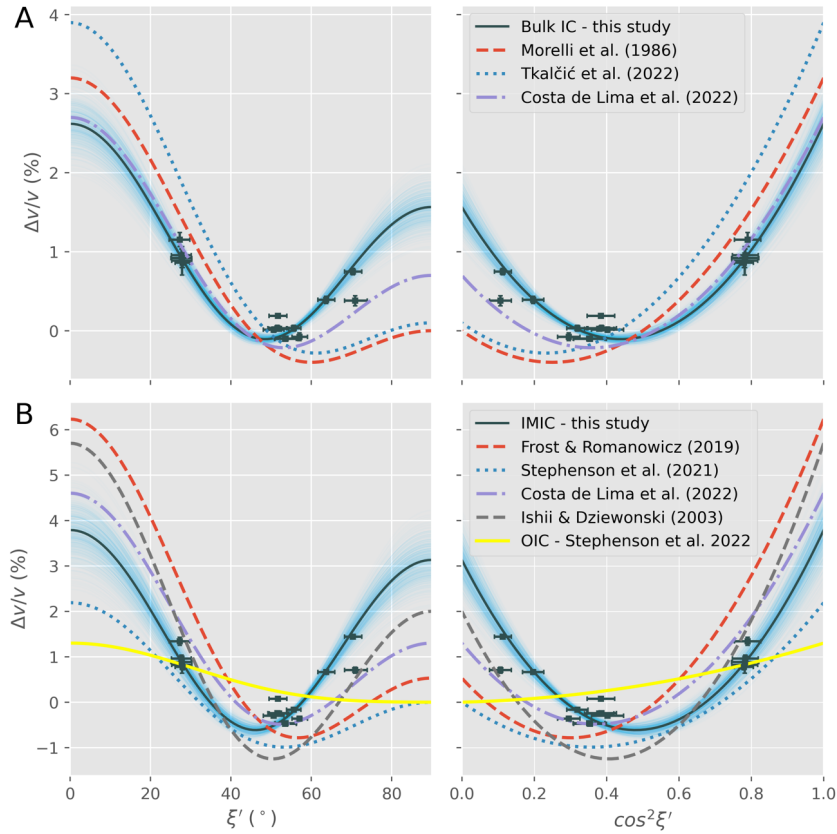 A
Bulk IC - this study
Morelli et al. (1986)
Tkalčić et al. (2022)
Costa de Lima et al. (2022)
4
3
2
1
0
Δv/v (%)
B
IMIC - this study
Frost & Romanowicz (2019)
Stephenson et al. (2021)
Costa de Lima et al. (2022)
Ishii & Dziewonski (2003)
OIC - Stephenson et al. 2022
6
5
4
3
2
1
0
−1
Δv/v (%)
0 20 40 60 80
0.0 0.2 0.4 0.6 0.8 1.0
ξ′ (°)
cos²ξ′